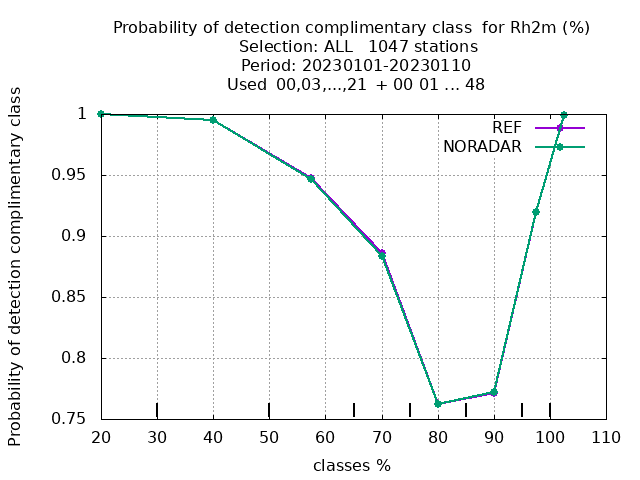 Probability of detection complimentary class  for Rh2m (%)
Selection: ALL   1047 stations
Period: 20230101-20230110
Used  00,03,...,21  + 00 01 ... 48
Probability of detection complimentary class
1
0.95
0.9
0.85
0.8
0.75
REF
NORADAR
20 30 40 50 60 70 80 90 100 110
classes %